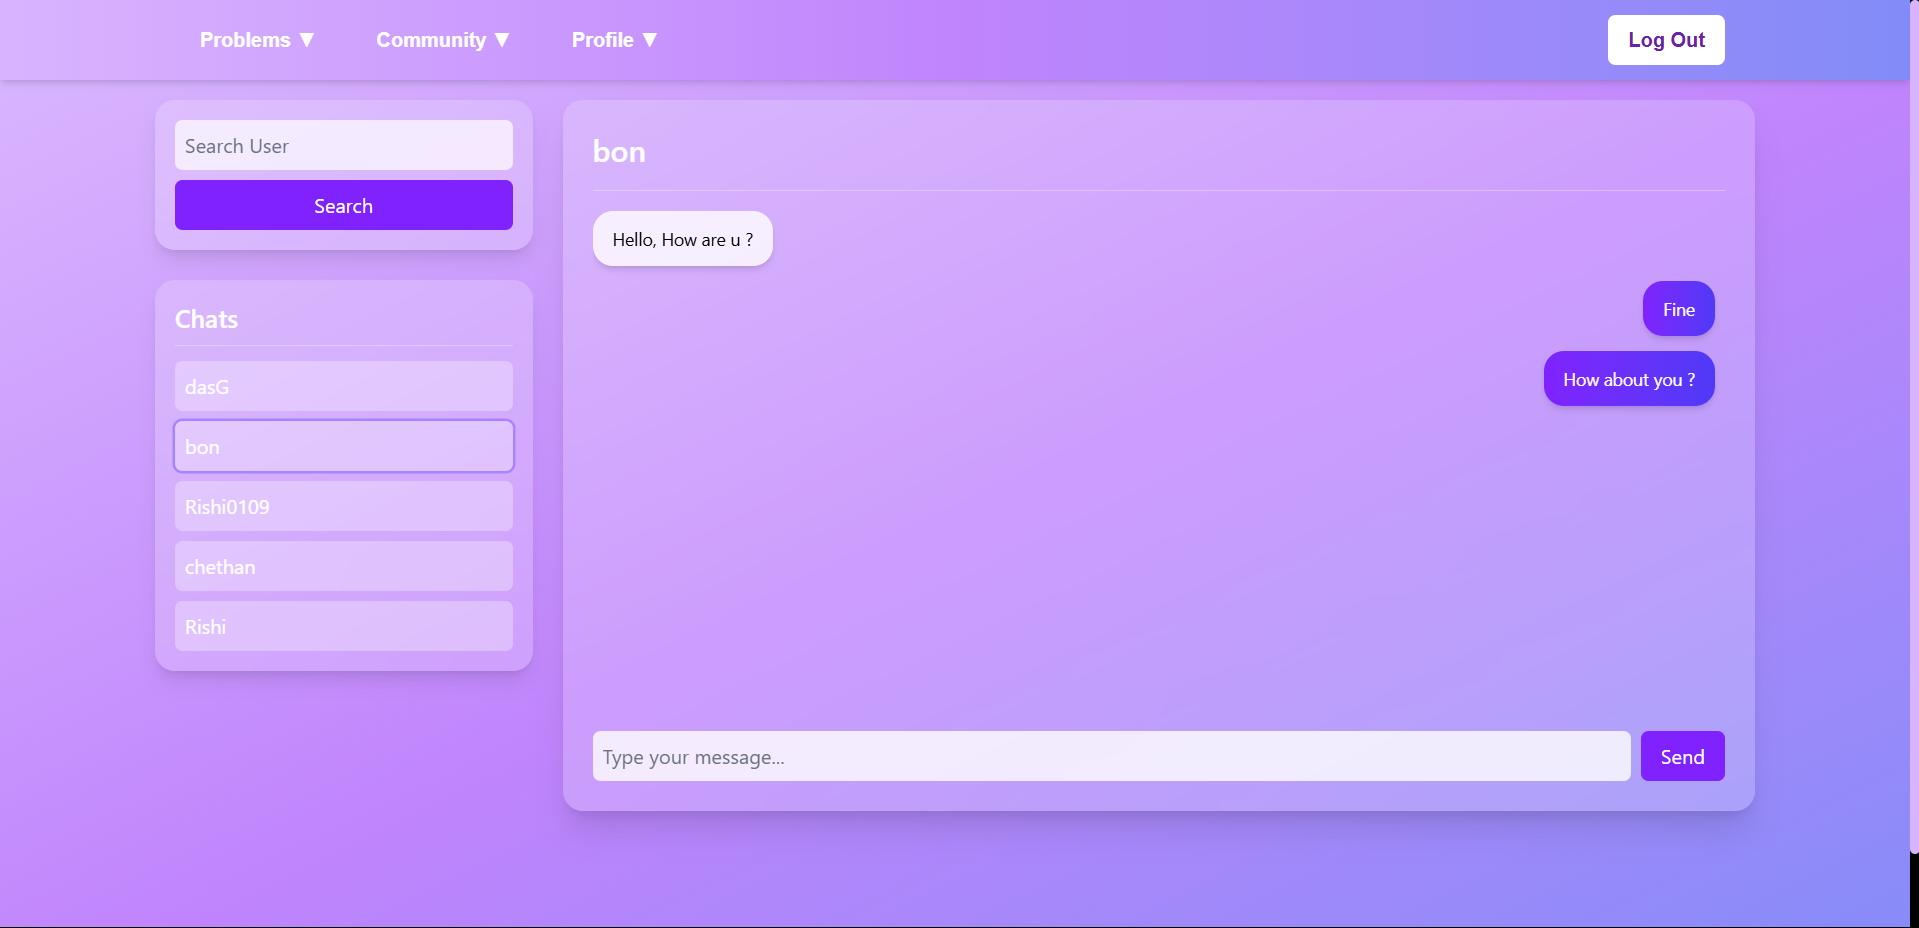 Problems ▼ Community ▼ Profile ▼ Log Out
Search User
Search
Chats
dasG
bon
Rishi0109
chethan
Rishi
bon
Hello, How are u ?
Fine
How about you ?
Type your message...
Send